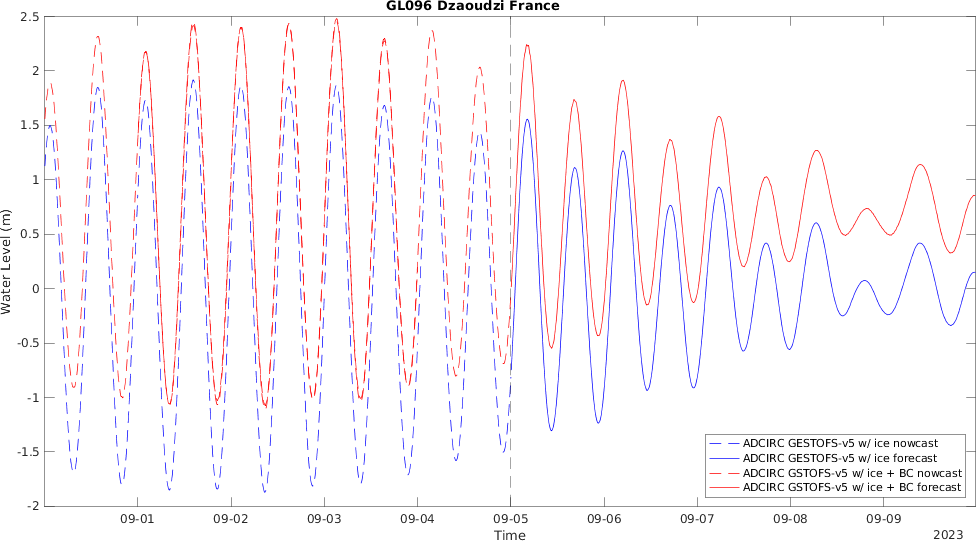 GL096 Dzaoudzi France
Water Level (m)
2.5
2
1.5
1
0.5
0
-0.5
-1
-1.5
-2
09-01
09-02
09-03
09-04
09-05
09-06
09-07
09-08
09-09
Time
2023
ADCIRC GESTOFS-v5 w/ ice nowcast
ADCIRC GESTOFS-v5 w/ ice forecast
ADCIRC GSTOFS-v5 w/ ice + BC nowcast
ADCIRC GSTOFS-v5 w/ ice + BC forecast